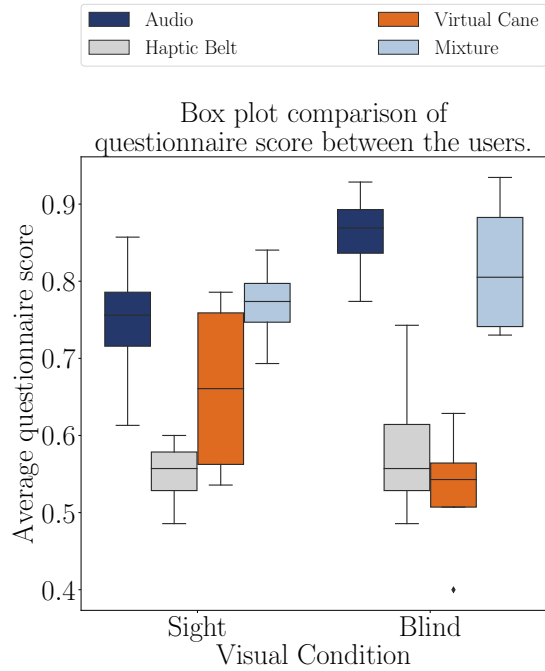 Audio
Virtual Cane
Haptic Belt
Mixture
Box plot comparison of
questionnaire score between the users.
Average questionnaire score
0.9
0.8
0.7
0.6
0.5
0.4
Sight
Blind
Visual Condition